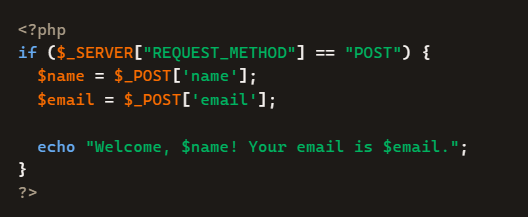 <?php
if ($_SERVER["REQUEST_METHOD"] == "POST") {
  $name = $_POST['name'];
  $email = $_POST['email'];

  echo "Welcome, $name! Your email is $email.";
}
?>